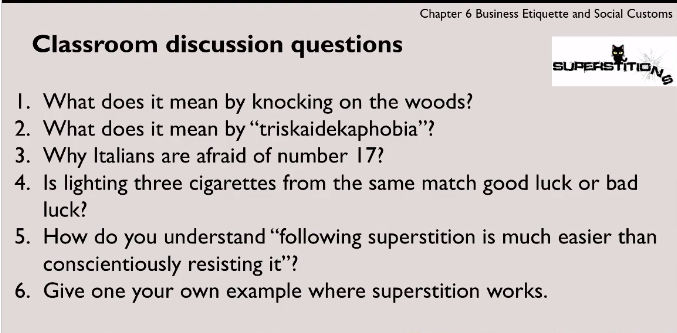 Chapter 6 Business Etiquette and Social Customs
Classroom discussion questions
SUPERSTITIONS
1. What does it mean by knocking on the woods?
2. What does it mean by “triskaidekaphobia”?
3. Why Italians are afraid of number 17?
4. Is lighting three cigarettes from the same match good luck or bad
luck?
5. How do you understand “following superstition is much easier than
conscientiously resisting it”?
6. Give one your own example where superstition works.